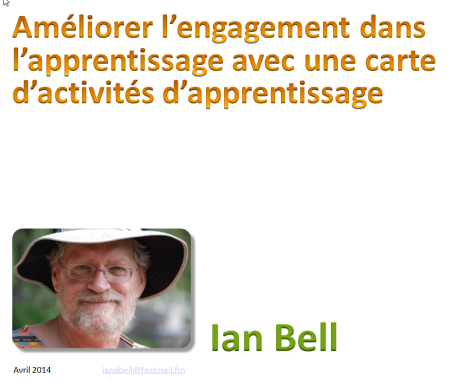 Améliorer l’engagement dans
l’apprentissage avec une carte
d’activités d’apprentissage
Ian Bell
Avril 2014 iandbell@fastmail.fm